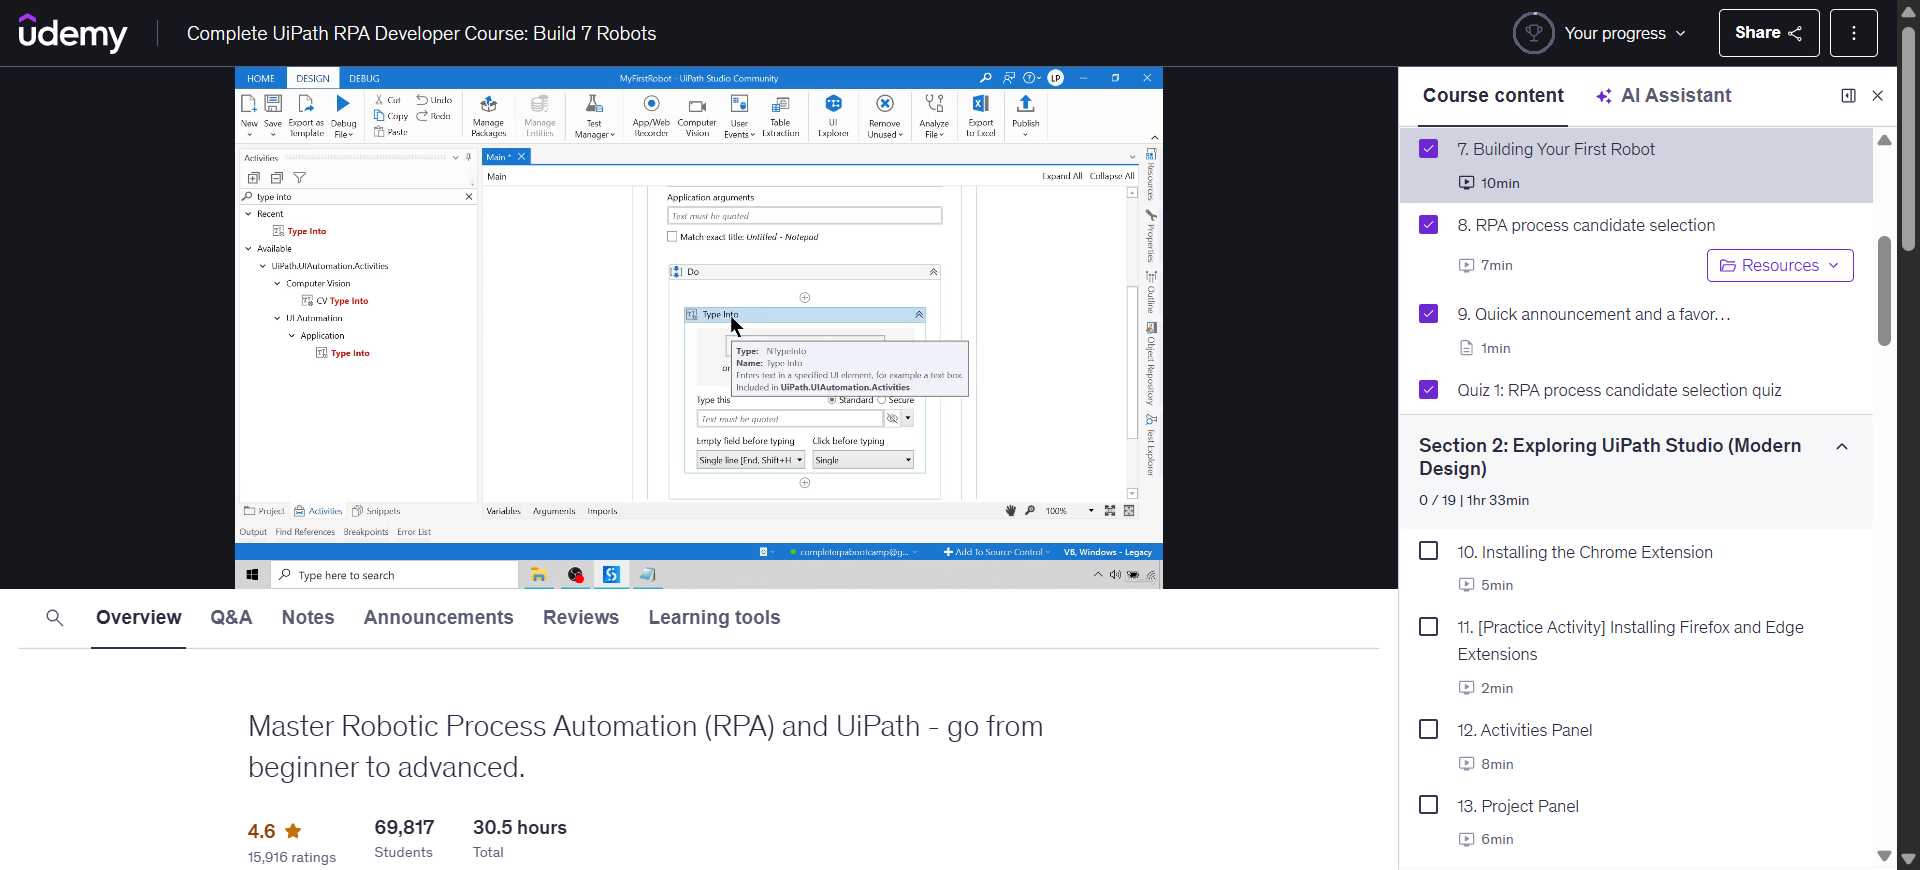 udemy
Complete UiPath RPA Developer Course: Build 7 Robots
Your progress
Share
HOME DESIGN DEBUG
MyFirstRobot - UiPath Studio Community
LP
New
Save
Export as Template
Debug File
Cut
Copy
Paste
Undo
Redo
Manage Packages
Manage Entities
Test Manager
App/Web Recorder
Computer Vision
User Events
Table Extraction
UI Explorer
Remove Unused
Analyze File
Export to Excel
Publish
Activities
type into
Recent
Type Into
Available
UiPath.UIAutomation.Activities
Computer Vision
CV Type Into
UI Automation
Application
Type Into
Project Activities Snippets
Output Find References Breakpoints Error List
Main *
Main
Expand All Collapse All
Application arguments
Text must be quoted
Match exact title: Untitled - Notepad
Do
Type Into
Type: NTypeInto
Name: Type Into
Enters text in a specified UI element, for example a text box.
Included in UiPath.UIAutomation.Activities
or
Type this
Standard Secure
Text must be quoted
Empty field before typing Click before typing
Single line [End, Shift+H Single
Variables Arguments Imports
100%
Resources
Properties
Outline
Object Repository
Test Explorer
completerpabootcamp@g...
Add to Source Control
VB, Windows - Legacy
Type here to search
Overview Q&A Notes Announcements Reviews Learning tools
Master Robotic Process Automation (RPA) and UiPath - go from
beginner to advanced.
4.6
15,916 ratings
69,817
Students
30.5 hours
Total
Course content
AI Assistant
7. Building Your First Robot
10min
8. RPA process candidate selection
7min
Resources
9. Quick announcement and a favor...
1min
Quiz 1: RPA process candidate selection quiz
Section 2: Exploring UiPath Studio (Modern
Design)
0 / 19 | 1hr 33min
10. Installing the Chrome Extension
5min
11. [Practice Activity] Installing Firefox and Edge
Extensions
2min
12. Activities Panel
8min
13. Project Panel
6min